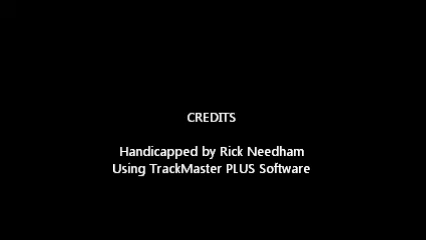 CREDITS
Handicapped by Rick Needham
Using TrackMaster PLUS Software